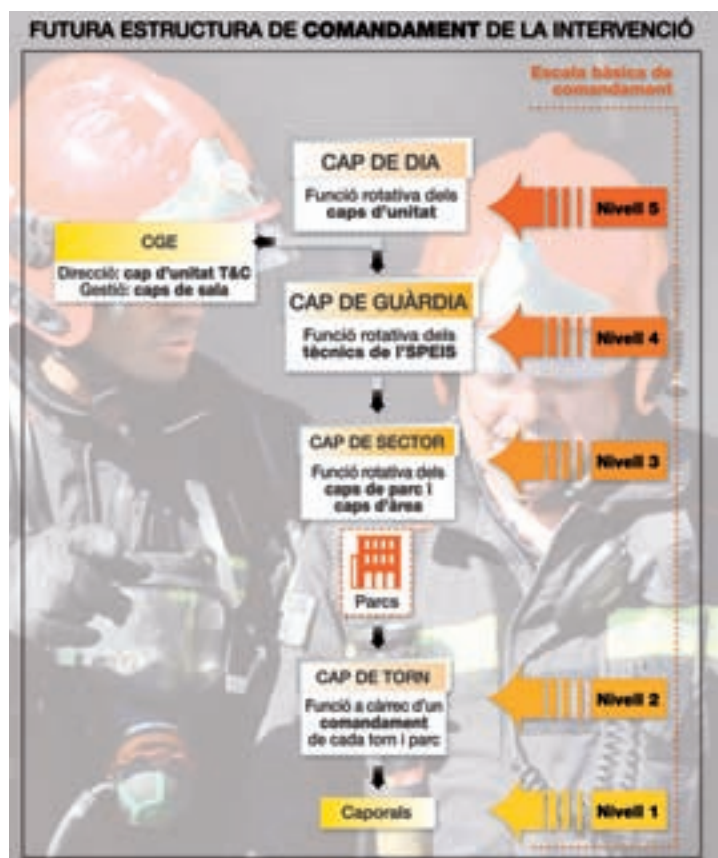 FUTURA ESTRUCTURA DE COMANDAMENT DE LA INTERVENCIÓ
Escala bàsica de
comandament
CAP DE DIA
Funció rotativa dels
caps d'unitat
Nivell 5
CGE
Direcció: cap d'unitat T&C
Gestió: caps de sala
CAP DE GUÀRDIA
Funció rotativa dels
tècnics de l'SPEIS
Nivell 4
CAP DE SECTOR
Funció rotativa dels
caps de parc i
caps d'àrea
Nivell 3
Parcs
CAP DE TORN
Funció a càrrec d'un
comandament
de cada torn i parc
Nivell 2
Caporals
Nivell 1